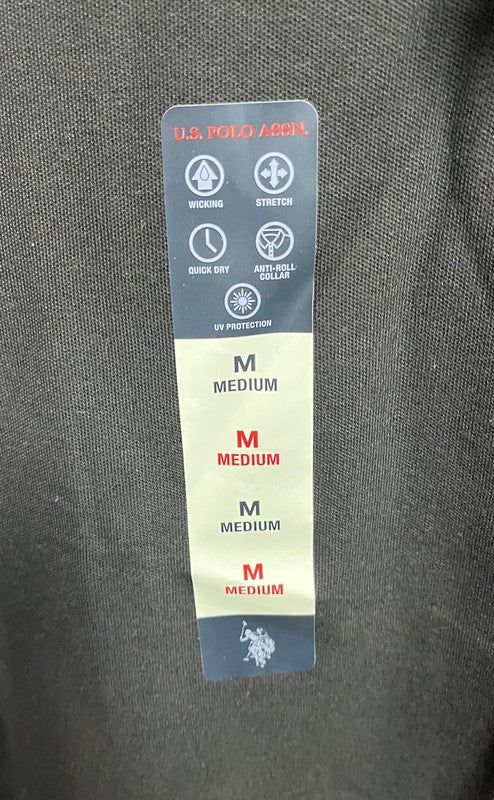 U.S. POLO ASSN.
WICKING
STRETCH
QUICK DRY
ANTI-ROLL
COLLAR
UV PROTECTION
M
MEDIUM
M
MEDIUM
M
MEDIUM
M
MEDIUM